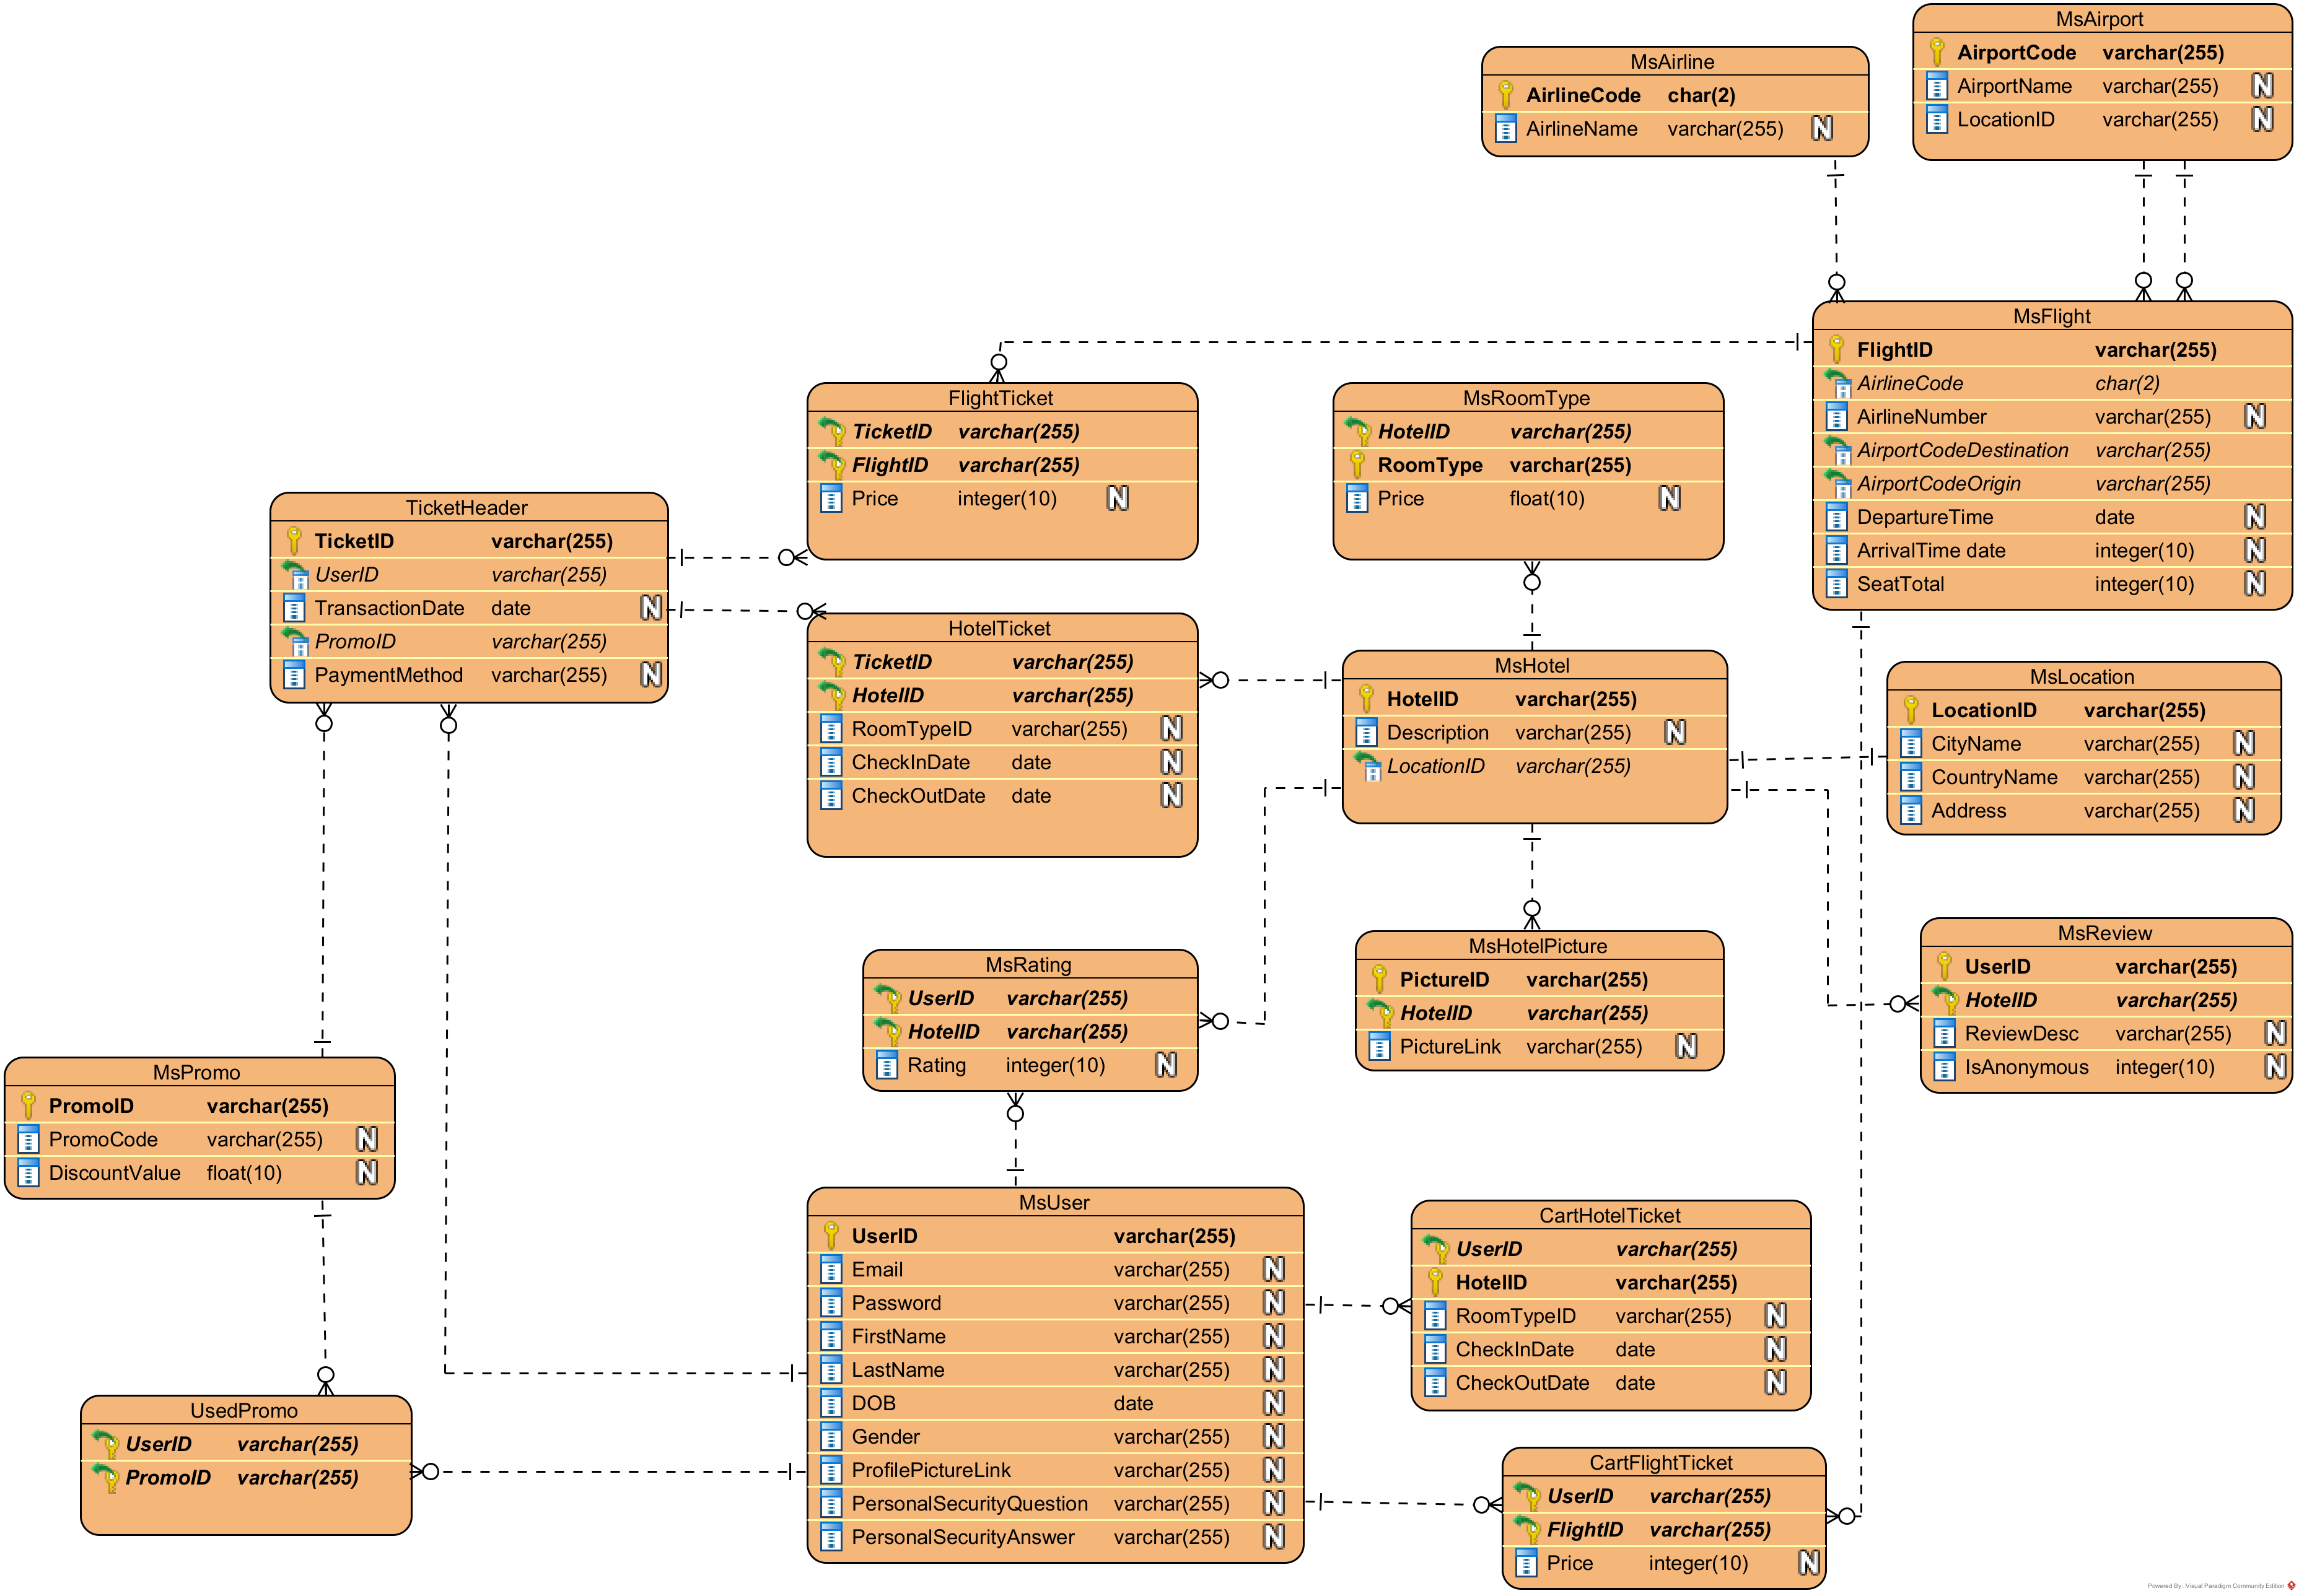 MsAirport
AirportCode varchar(255)
AirportName varchar(255) N
LocationID varchar(255) N
MsAirline
AirlineCode char(2)
AirlineName varchar(255) N
MsFlight
FlightID varchar(255)
AirlineCode char(2)
AirlineNumber varchar(255) N
AirportCodeDestination varchar(255)
AirportCodeOrigin varchar(255)
DepartureTime date N
ArrivalTime date integer(10) N
SeatTotal integer(10) N
FlightTicket
TicketID varchar(255)
FlightID varchar(255)
Price integer(10) N
MsRoomType
HotelID varchar(255)
RoomType varchar(255)
Price float(10) N
TicketHeader
TicketID varchar(255)
UserID varchar(255)
TransactionDate date N
PromoID varchar(255)
PaymentMethod varchar(255) N
HotelTicket
TicketID varchar(255)
HotelID varchar(255)
RoomTypeID varchar(255) N
CheckInDate date N
CheckOutDate date N
MsHotel
HotelID varchar(255)
Description varchar(255) N
LocationID varchar(255)
MsLocation
LocationID varchar(255)
CityName varchar(255) N
CountryName varchar(255) N
Address varchar(255) N
MsRating
UserID varchar(255)
HotelID varchar(255)
Rating integer(10) N
MsHotelPicture
PictureID varchar(255)
HotelID varchar(255)
PictureLink varchar(255) N
MsReview
UserID varchar(255)
HotelID varchar(255)
ReviewDesc varchar(255) N
IsAnonymous integer(10) N
MsPromo
PromoID varchar(255)
PromoCode varchar(255) N
DiscountValue float(10) N
MsUser
UserID varchar(255)
Email varchar(255) N
Password varchar(255) N
FirstName varchar(255) N
LastName varchar(255) N
DOB date N
Gender varchar(255) N
ProfilePictureLink varchar(255) N
PersonalSecurityQuestion varchar(255) N
PersonalSecurityAnswer varchar(255) N
CartHotelTicket
UserID varchar(255)
HotelID varchar(255)
RoomTypeID varchar(255) N
CheckInDate date N
CheckOutDate date N
UsedPromo
UserID varchar(255)
PromoID varchar(255)
CartFlightTicket
UserID varchar(255)
FlightID varchar(255)
Price integer(10) N
Powered By: Visual Paradigm Community Edition